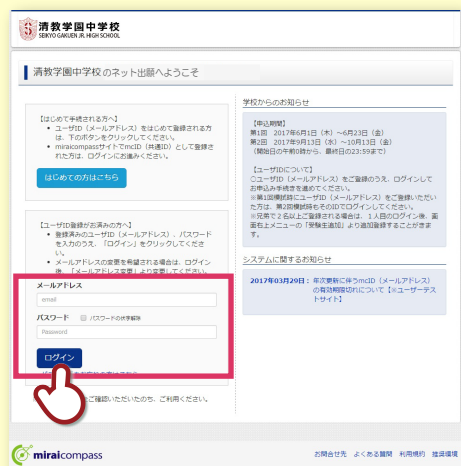 清教学園中学校
SEIKYO GAKUEN JR. HIGH SCHOOL
清教学園中学校のネット出願へようこそ
【はじめて手続される方へ】
• ユーザID（メールアドレス）をはじめて登録される方
は、下のボタンをクリックしてください。
• miraicompassサイトでmcID（共通ID）として登録さ
れた方は、ログインにお進みください。
はじめての方はこちら
【ユーザID登録がお済みの方へ】
• 登録済みのユーザID（メールアドレス）、パスワード
を入力のうえ、「ログイン」をクリックしてくださ
い。
• メールアドレスの変更を希望される場合は、ログイン
後、「メールアドレス変更」より変更してください。
メールアドレス
email
パスワード パスワードの伏字解除
Password
ログイン
ご確認いただいたのち、ご利用ください。
学校からのお知らせ
【申込期間】
第1回 2017年6月1日（木）～6月23日（金）
第2回 2017年9月13日（水）～10月13日（金）
（開始日の午前0時から、最終日の23:59まで）
【ユーザIDについて】
○ユーザID（メールアドレス）をご登録のうえ、ログインして
お申込み手続きを進めてください。
※第1回模試時にユーザID（メールアドレス）をご登録いただい
た方は、第2回模試時もそのIDでログインしてください。
※兄弟で２名以上ご登録される場合は、１人目のログイン後、画
面右上メニューの「受験生追加」より追加登録することができま
す。
システムに関するお知らせ
2017年03月29日： 年次更新に伴うmcID（メールアドレス）
の有効期限切れについて【※ユーザーテス
トサイト】
miraicompass
お問合せ先 よくある質問 利用規約 推奨環境